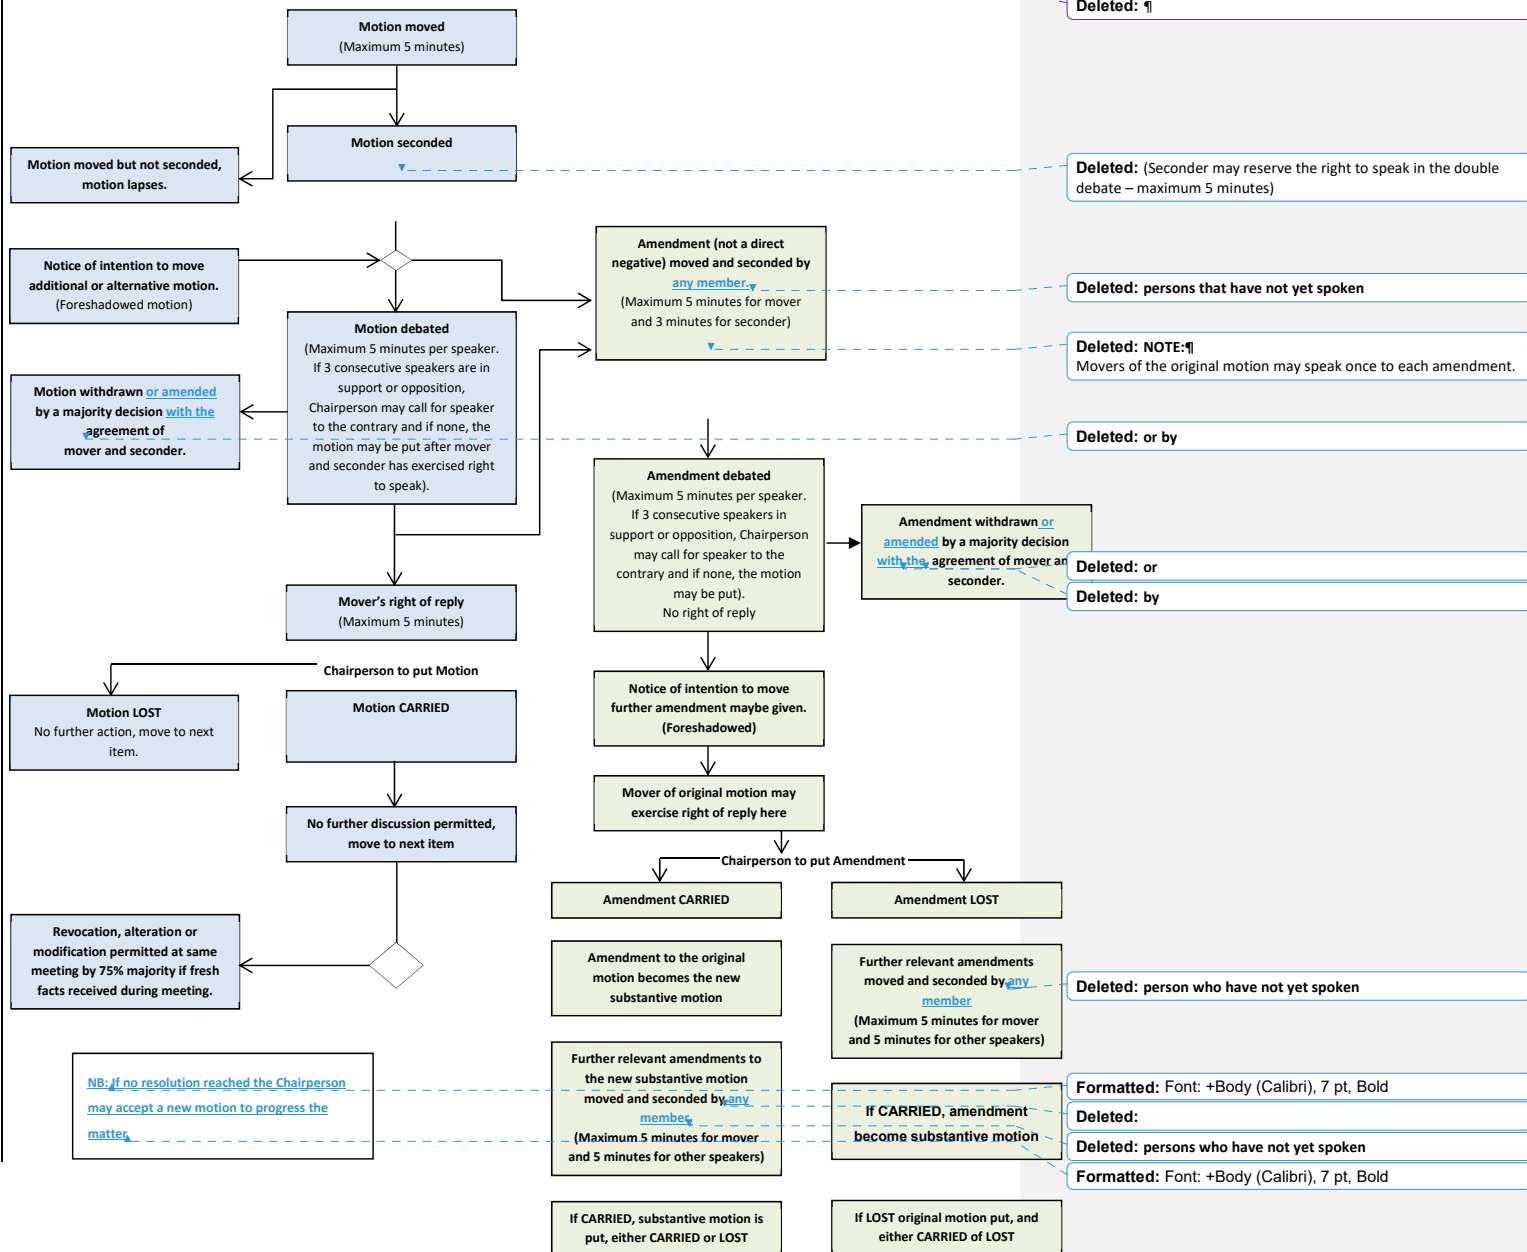 Deleted: ¶
Motion moved
(Maximum 5 minutes)
Motion seconded
Motion moved but not seconded,
motion lapses.
Deleted: (Seconder may reserve the right to speak in the double
debate – maximum 5 minutes)
Notice of intention to move
additional or alternative motion.
(Foreshadowed motion)
Amendment (not a direct
negative) moved and seconded by
any member.
(Maximum 5 minutes for mover
and 3 minutes for seconder)
Deleted: persons that have not yet spoken
Deleted: NOTE:¶
Movers of the original motion may speak once to each amendment.
Motion debated
(Maximum 5 minutes per speaker.
If 3 consecutive speakers are in
support or opposition,
Chairperson may call for speaker
to the contrary and if none, the
motion may be put after mover
and seconder has exercised right
to speak).
Motion withdrawn or amended
by a majority decision with the
agreement of
mover and seconder.
Deleted: or by
Amendment debated
(Maximum 5 minutes per speaker.
If 3 consecutive speakers in
support or opposition, Chairperson
may call for speaker to the
contrary and if none, the motion
may be put).
No right of reply
Amendment withdrawn or
amended by a majority decision
with the agreement of mover an
seconder.
Deleted: or
Deleted: by
Mover's right of reply
(Maximum 5 minutes)
Chairperson to put Motion
Motion LOST
No further action, move to next
item.
Motion CARRIED
Notice of intention to move
further amendment maybe given.
(Foreshadowed)
Mover of original motion may
exercise right of reply here
No further discussion permitted,
move to next item
Chairperson to put Amendment
Amendment CARRIED
Amendment LOST
Revocation, alteration or
modification permitted at same
meeting by 75% majority if fresh
facts received during meeting.
Amendment to the original
motion becomes the new
substantive motion
Further relevant amendments
moved and seconded by any
member
(Maximum 5 minutes for mover
and 5 minutes for other speakers)
Deleted: person who have not yet spoken
NB: If no resolution reached the Chairperson
may accept a new motion to progress the
matter
Further relevant amendments to
the new substantive motion
moved and seconded by any
member
(Maximum 5 minutes for mover
and 5 minutes for other speakers)
If CARRIED, amendment
become substantive motion
Formatted: Font: +Body (Calibri), 7 pt, Bold
Deleted:
Deleted: persons who have not yet spoken
Formatted: Font: +Body (Calibri), 7 pt, Bold
If CARRIED, substantive motion is
put, either CARRIED or LOST
If LOST original motion put, and
either CARRIED of LOST